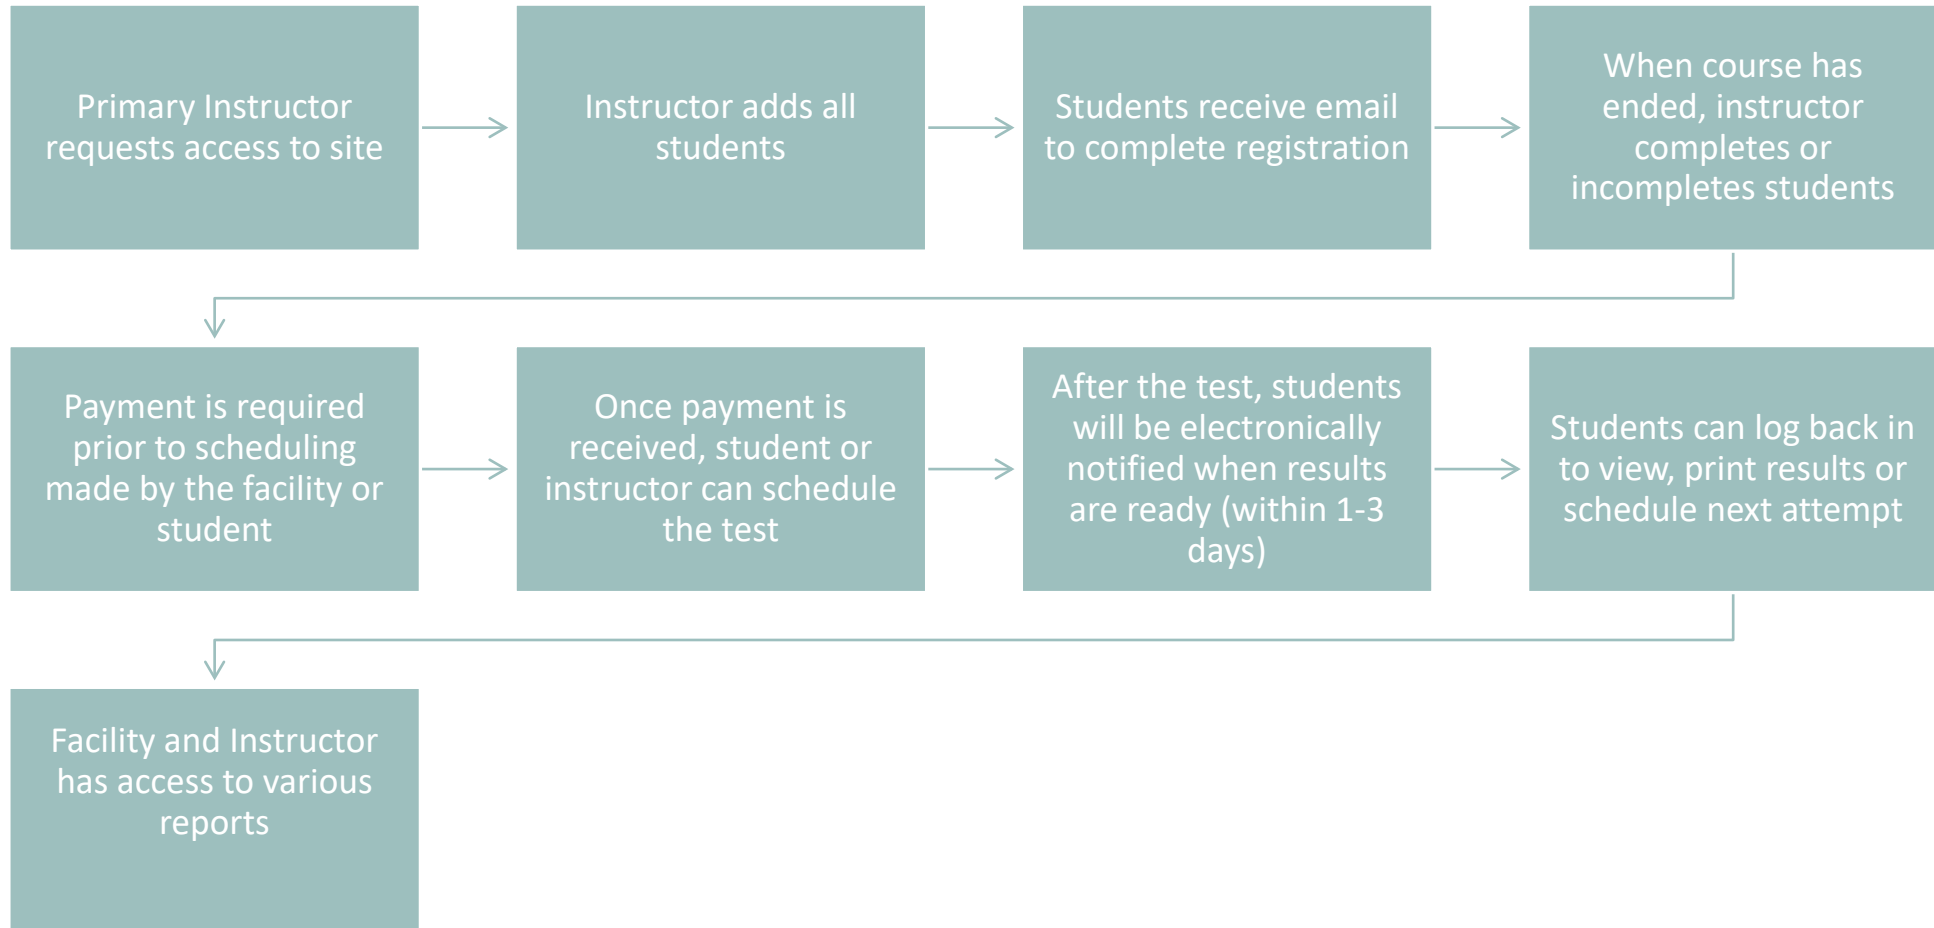 Primary Instructor
requests access to site
Instructor adds all
students
Students receive email
to complete registration
When course has
ended, instructor
completes or
incompletes students
Payment is required
prior to scheduling
made by the facility or
student
Once payment is
received, student or
instructor can schedule
the test
After the test, students
will be electronically
notified when results
are ready (within 1-3
days)
Students can log back in
to view, print results or
schedule next attempt
Facility and Instructor
has access to various
reports